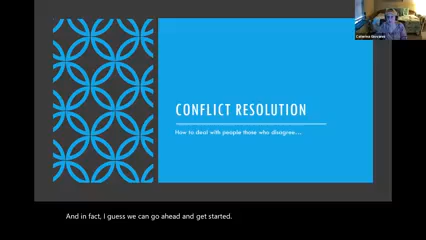 Caterina Giovane
CONFLICT RESOLUTION
How to deal with people those who disagree...
And in fact, I guess we can go ahead and get started.